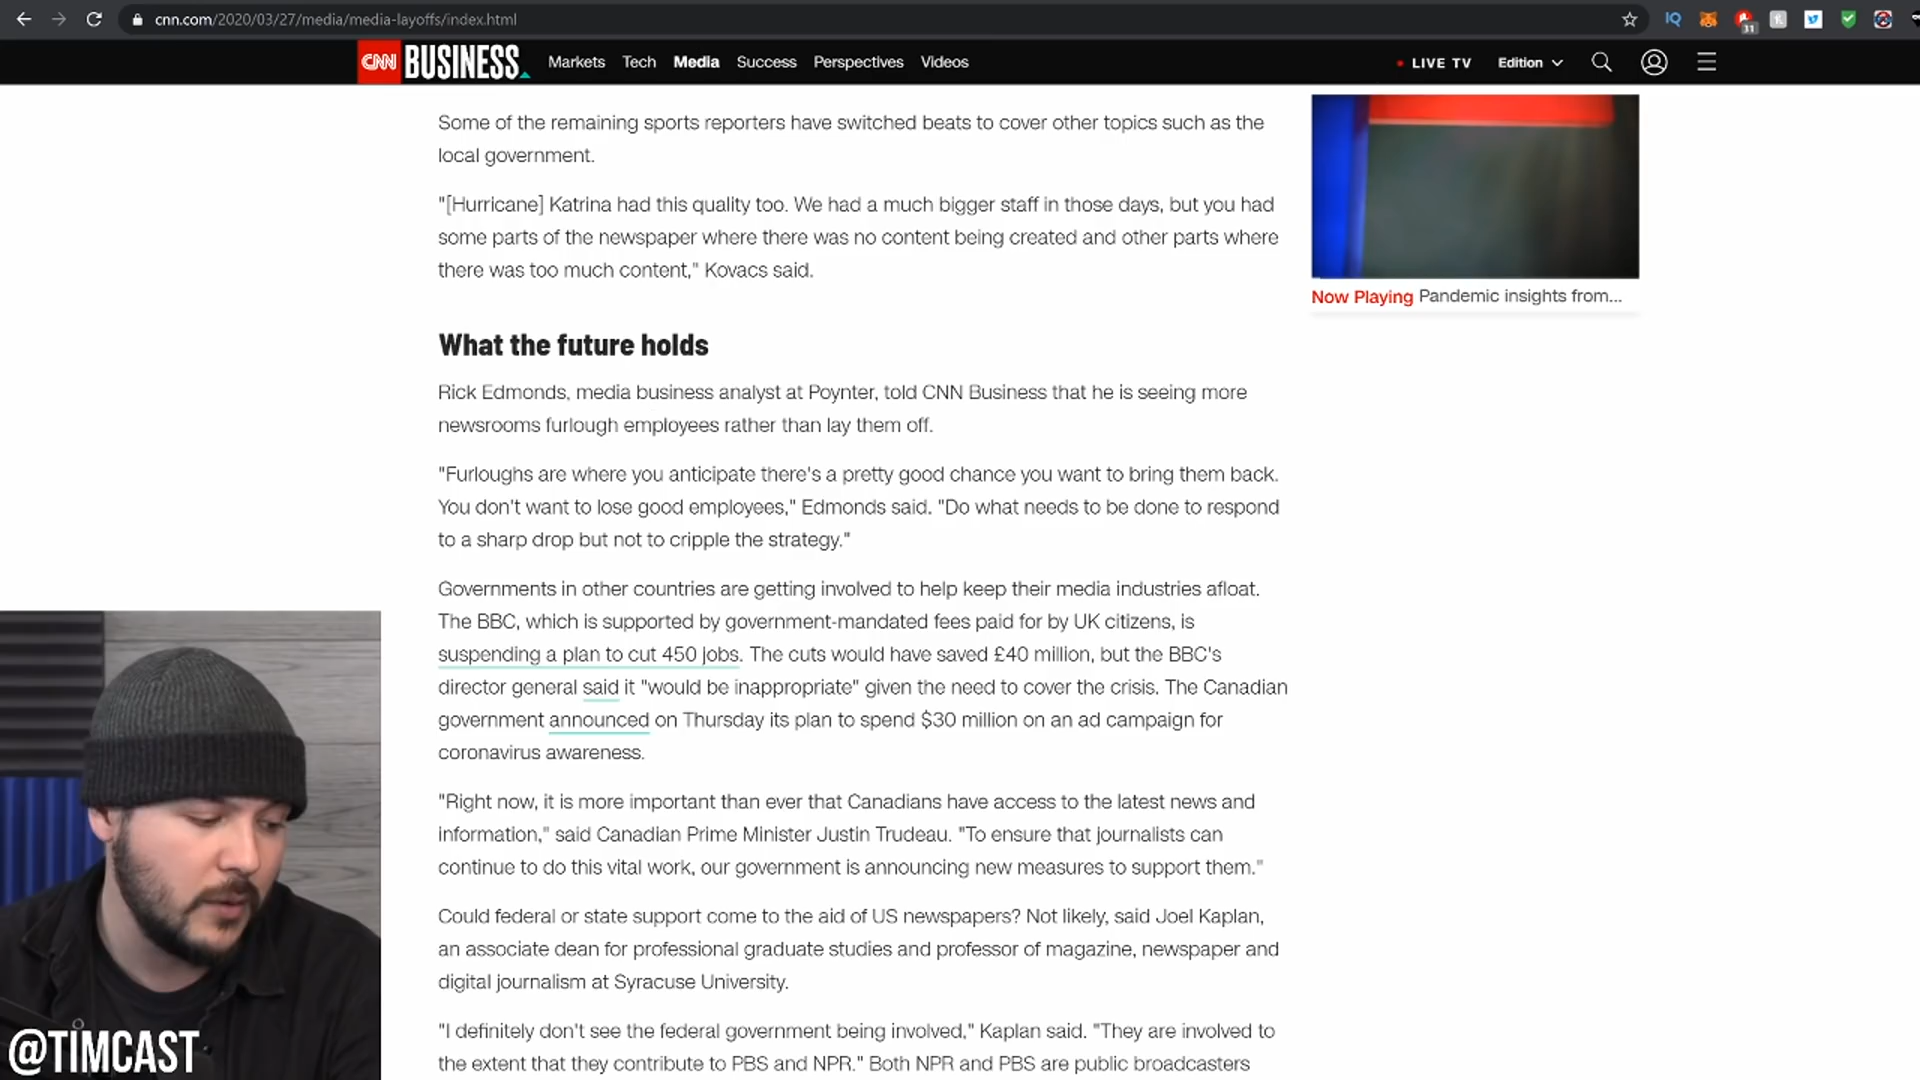 cnn.com/2020/03/27/media/media-layoffs/index.html
IQ
31
CNN BUSINESS
Markets Tech Media Success Perspectives Videos
LIVE TV Edition
Some of the remaining sports reporters have switched beats to cover other topics such as the
local government.
"[Hurricane] Katrina had this quality too. We had a much bigger staff in those days, but you had
some parts of the newspaper where there was no content being created and other parts where
there was too much content," Kovacs said.
Now Playing Pandemic insights from...
What the future holds
Rick Edmonds, media business analyst at Poynter, told CNN Business that he is seeing more
newsrooms furlough employees rather than lay them off.
"Furloughs are where you anticipate there's a pretty good chance you want to bring them back.
You don't want to lose good employees," Edmonds said. "Do what needs to be done to respond
to a sharp drop but not to cripple the strategy."
Governments in other countries are getting involved to help keep their media industries afloat.
The BBC, which is supported by government-mandated fees paid for by UK citizens, is
suspending a plan to cut 450 jobs. The cuts would have saved £40 million, but the BBC's
director general said it "would be inappropriate" given the need to cover the crisis. The Canadian
government announced on Thursday its plan to spend $30 million on an ad campaign for
coronavirus awareness.
"Right now, it is more important than ever that Canadians have access to the latest news and
information," said Canadian Prime Minister Justin Trudeau. "To ensure that journalists can
continue to do this vital work, our government is announcing new measures to support them."
Could federal or state support come to the aid of US newspapers? Not likely, said Joel Kaplan,
an associate dean for professional graduate studies and professor of magazine, newspaper and
digital journalism at Syracuse University.
"I definitely don't see the federal government being involved," Kaplan said. "They are involved to
the extent that they contribute to PBS and NPR." Both NPR and PBS are public broadcasters
@TIMCAST